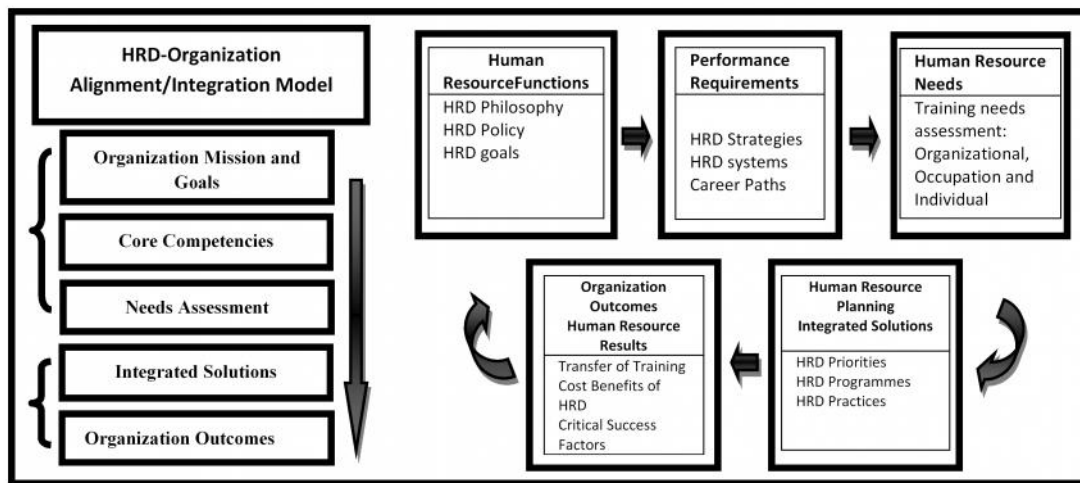 HRD-Organization
Alignment/Integration Model
Organization Mission and
Goals
Core Competencies
Needs Assessment
Integrated Solutions
Organization Outcomes
Human
ResourceFunctions
HRD Philosophy
HRD Policy
HRD goals
Performance
Requirements
HRD Strategies
HRD systems
Career Paths
Human Resource
Needs
Training needs
assessment:
Organizational,
Occupation and
Individual
Organization
Outcomes
Human Resource
Results
Transfer of Training
Cost Benefits of
HRD
Critical Success
Factors
Human Resource
Planning
Integrated Solutions
HRD Priorities
HRD Programmes
HRD Practices